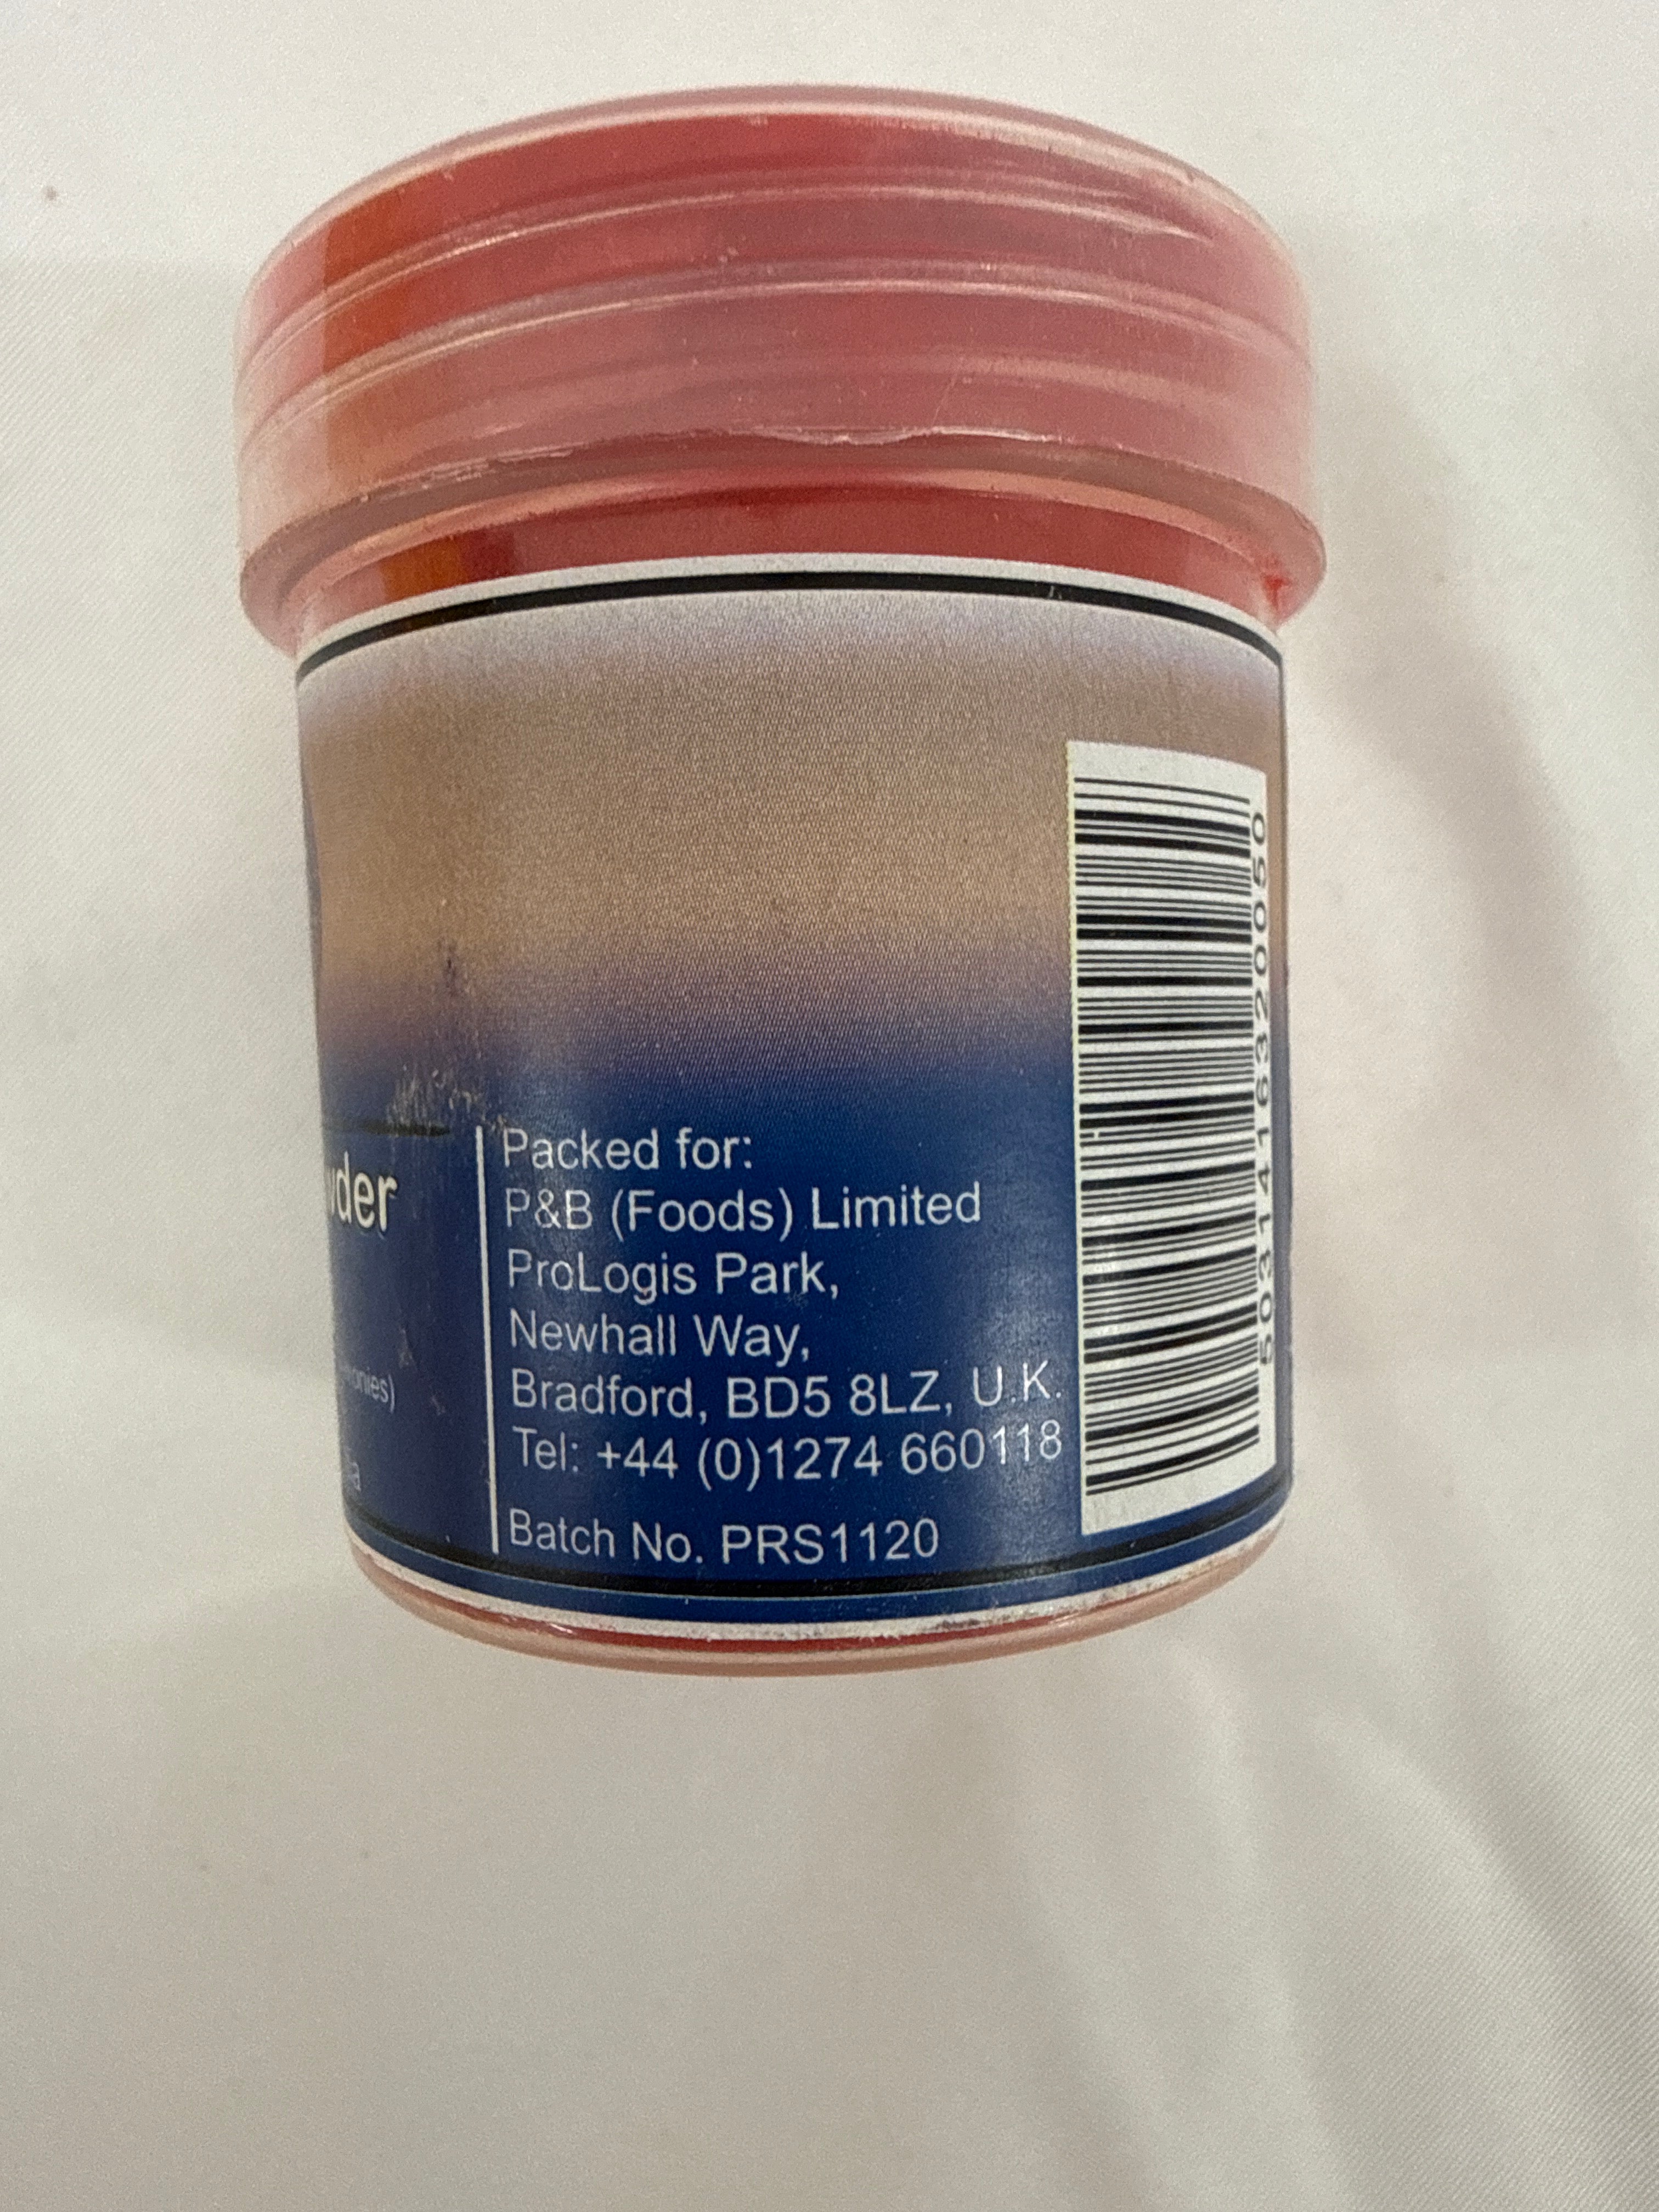 Packed for:
P&B (Foods) Limited
ProLogis Park,
Newhall Way,
Bradford, BD5 8LZ, U.K.
Tel: +44 (0)1274 660118
Batch No. PRS1120
5031416320050